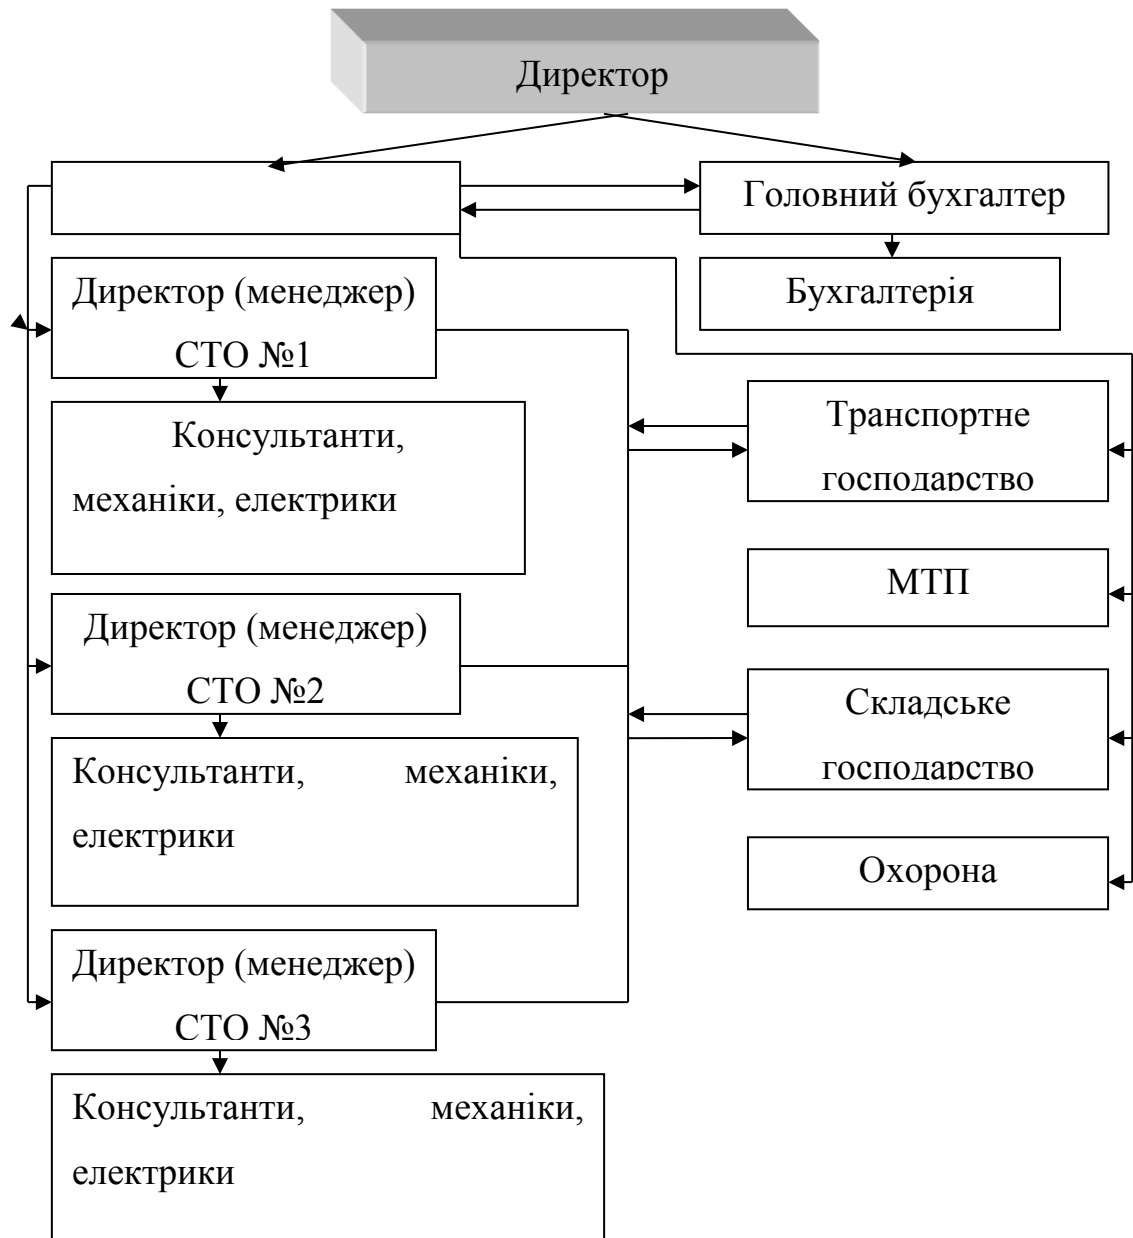 Директор
Головний бухгалтер
Директор (менеджер)
СТО №1
Бухгалтерія
Консультанти,
механіки, електрики
Транспортне
господарство
МТП
Директор (менеджер)
СТО №2
Складське
господарство
Консультанти, механіки,
електрики
Охорона
Директор (менеджер)
СТО №3
Консультанти, механіки,
електрики